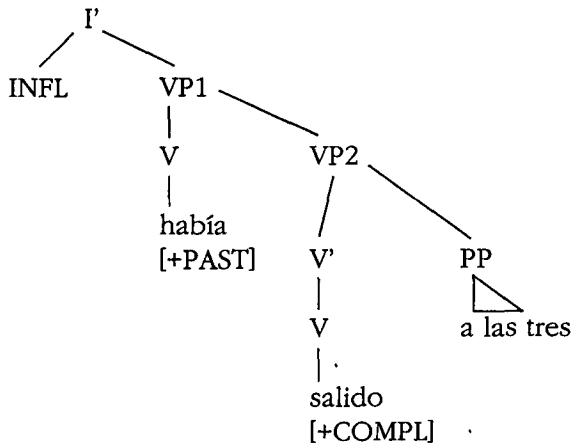 I'
INFL VP1
V VP2
había
[+PAST] V' PP
V a las tres
salido
[+COMPL]